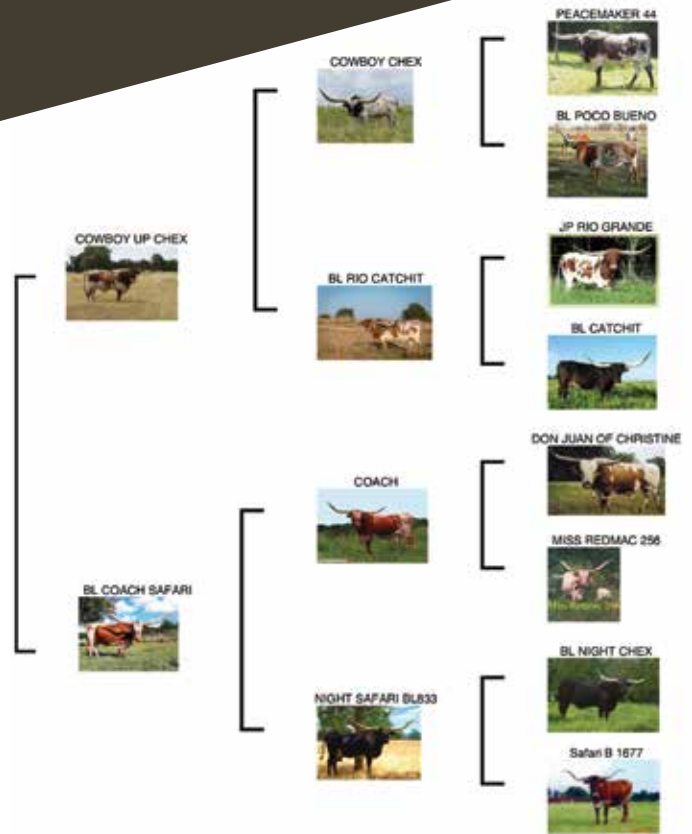 PEACEMAKER 44
COWBOY CHEX
BL POCO BUENO
COWBOY UP CHEX
JP RIO GRANDE
BL RIO CATCHIT
BL CATCHIT
DON JUAN OF CHRISTINE
COACH
MISS REDMAC 256
BL COACH SAFARI
BL NIGHT CHEX
NIGHT SAFARI BL833
Safari B 1677